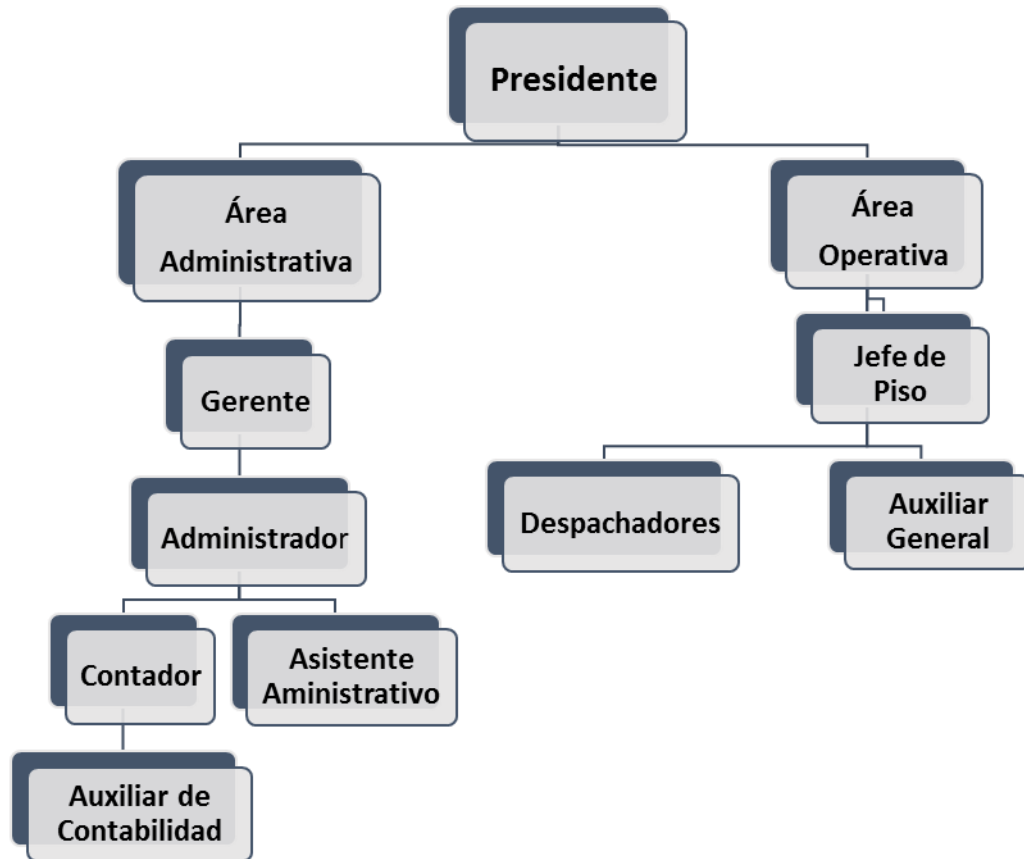 Presidente
Área
Administrativa
Área
Operativa
Gerente
Jefe de
Piso
Administrador
Despachadores
Auxiliar
General
Contador
Asistente
Aministrativo
Auxiliar de
Contabilidad